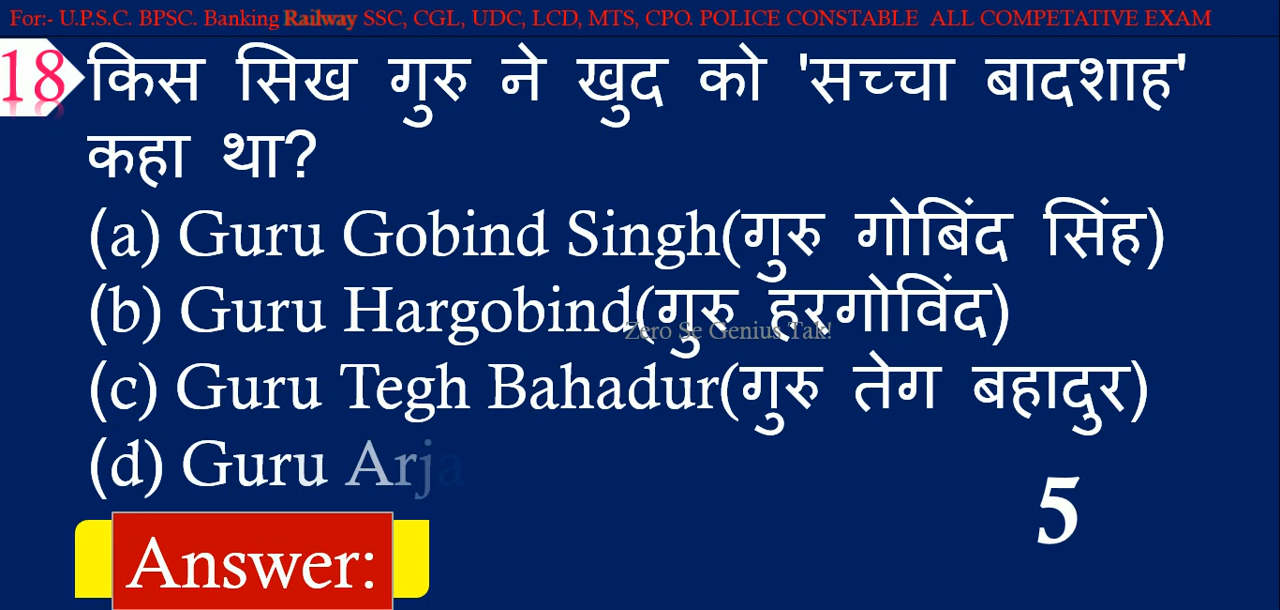 For:- U.P.S.C. BPSC. Banking Railway SSC, CGL, UDC, LCD, MTS, CPO. POLICE CONSTABLE ALL COMPETATIVE EXAM
18 किस सिख गुरु ने खुद को 'सच्चा बादशाह'
कहा था?
(a) Guru Gobind Singh(गुरु गोबिंद सिंह)
(b) Guru Hargobind(गुरु हरगोविंद)
Zero Se Genius Tak!
(c) Guru Tegh Bahadur(गुरु तेग बहादुर)
(d) Guru Arja
5
Answer: